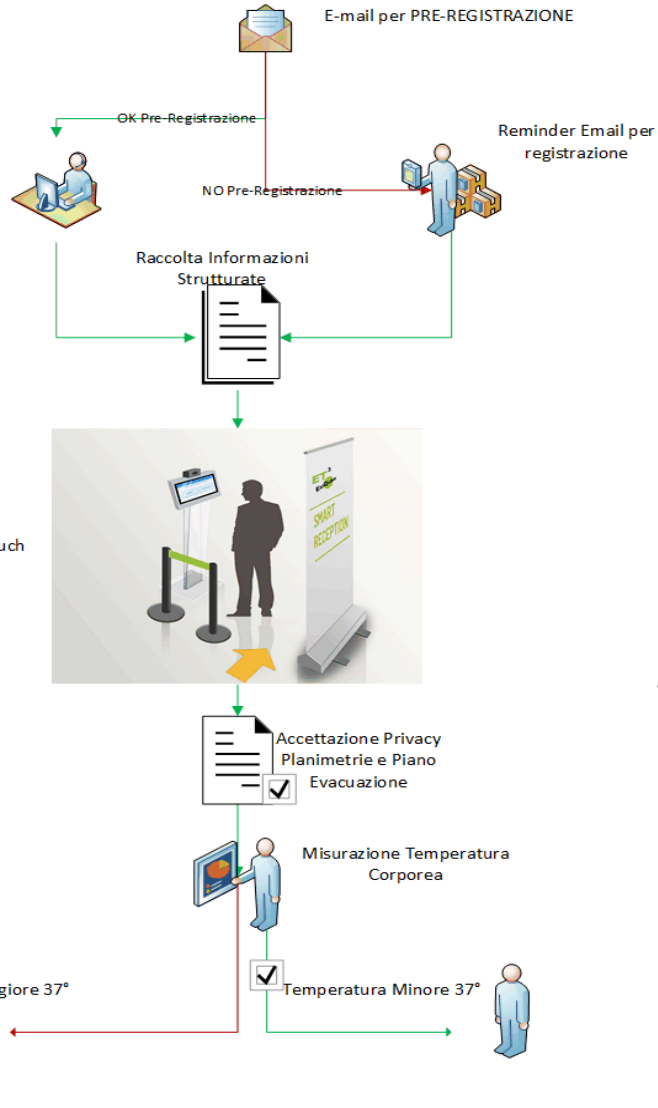 E-mail per PRE-REGISTRAZIONE
OK Pre-Registrazione
Reminder Email per
registrazione
NO Pre-Registrazione
Raccolta Informazioni
Strutturate
ET³
SMART
RECEPTION
uch
Accettazione Privacy
Planimetrie e Piano
Evacuazione
Misurazione Temperatura
Corporea
giore 37°
Temperatura Minore 37°